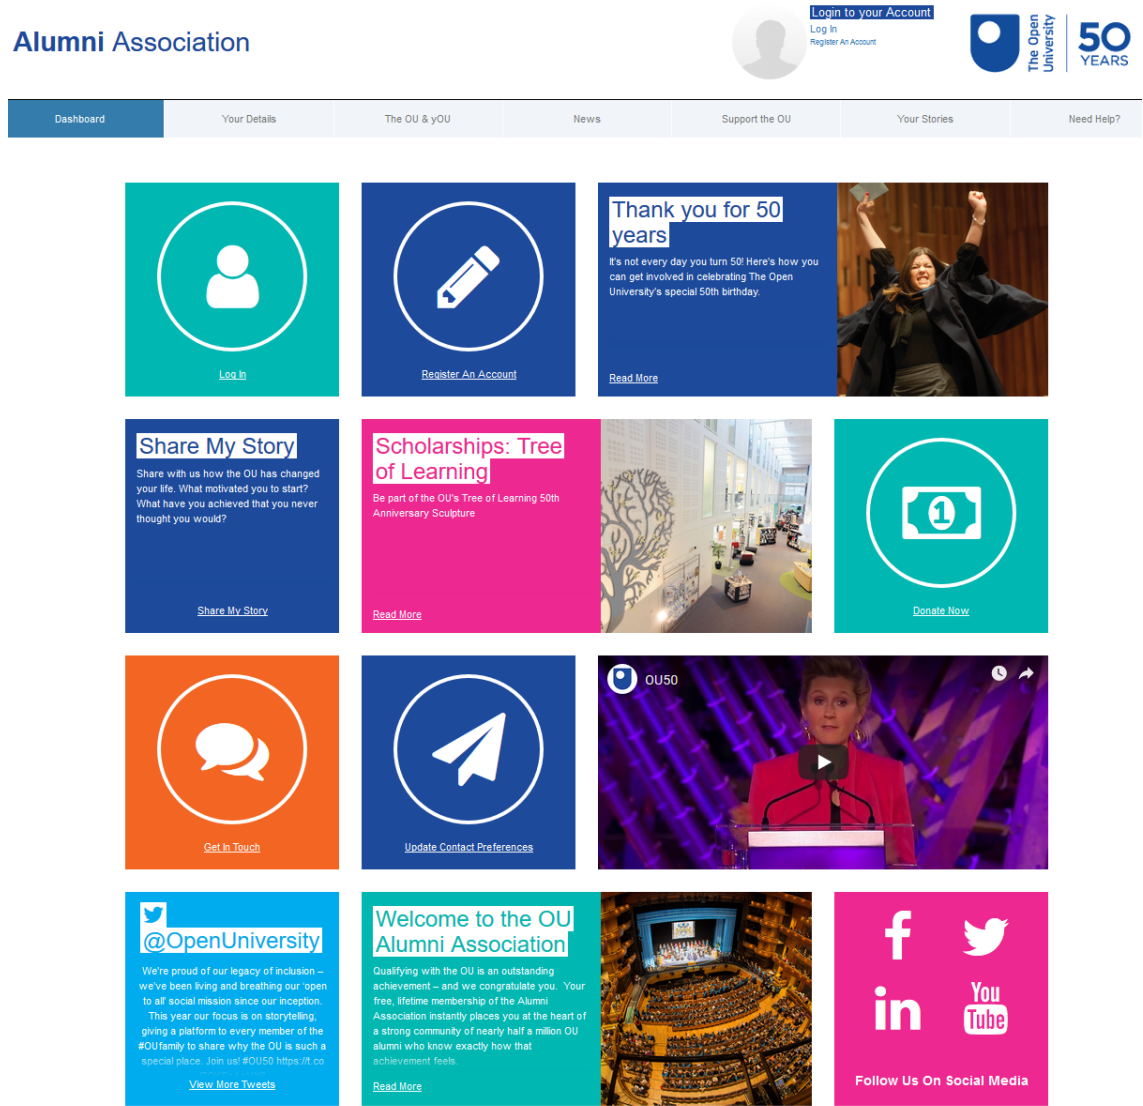 Alumni Association
Login to your Account
Log In
Register An Account
The Open
University
50
YEARS
Dashboard
Your Details
The OU & yOU
News
Support the OU
Your Stories
Need Help?
Log In
Register An Account
Thank you for 50
years
It's not every day you turn 50! Here's how you
can get involved in celebrating The Open
University's special 50th birthday.
Read More
Share My Story
Share with us how the OU has changed
your life. What motivated you to start?
What have you achieved that you never
thought you would?
Share My Story
Scholarships: Tree
of Learning
Be part of the OU's Tree of Learning 50th
Anniversary Sculpture
Read More
1
Donate Now
Get In Touch
Update Contact Preferences
OU50
@OpenUniversity
We're proud of our legacy of inclusion –
we've been living and breathing our 'open
to all' social mission since our inception.
This year our focus is on storytelling,
giving a platform to every member of the
#OUfamily to share why the OU is such a
special place. Join us! #OU50 https://t.co
View More Tweets
Welcome to the OU
Alumni Association
Qualifying with the OU is an outstanding
achievement – and we congratulate you.  Your
free, lifetime membership of the Alumni
Association instantly places you at the heart of
a strong community of nearly half a million OU
alumni who know exactly how that
achievement feels.
Read More
f
in
You
Tube
Follow Us On Social Media